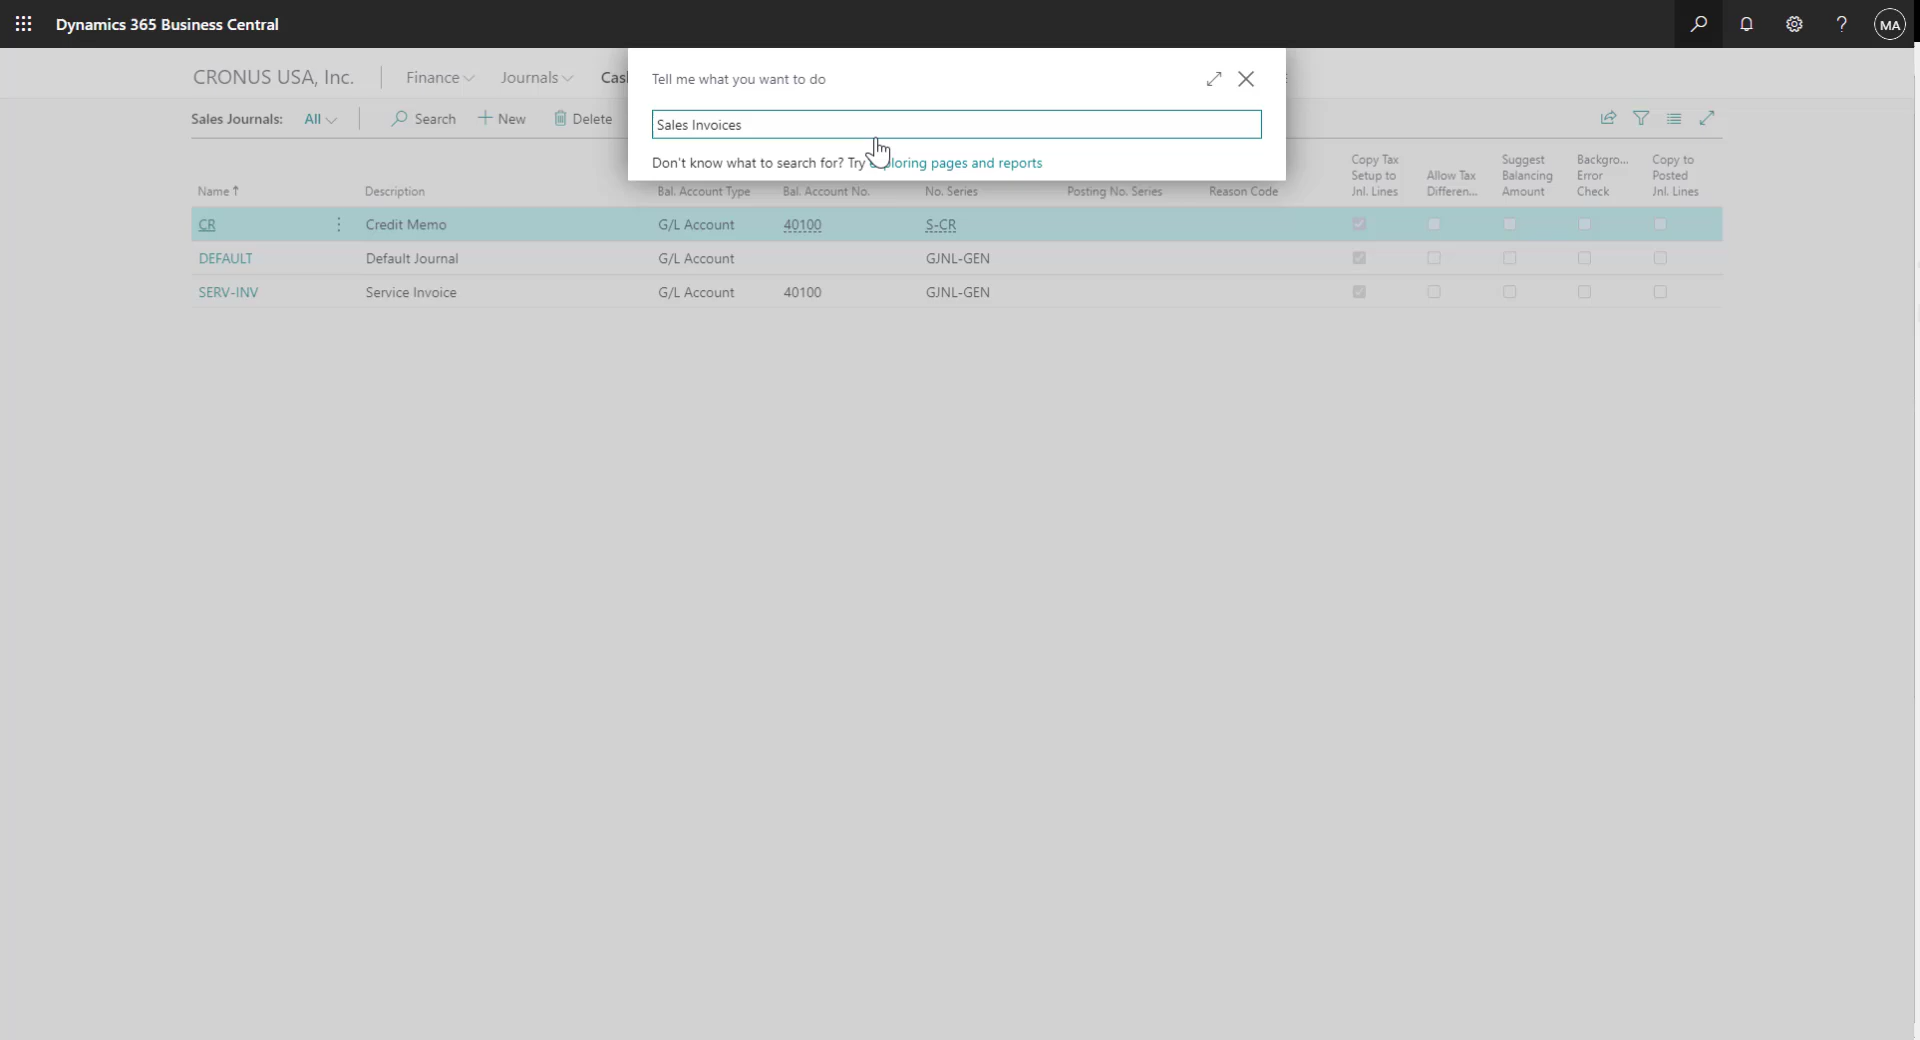 Dynamics 365 Business Central
MA
CRONUS USA, Inc. Finance Journals
Tell me what you want to do
Sales Journals: All Search New Delete
Sales Invoices
Don't know what to search for? Try exploring pages and reports
Name ↑ Description Bal. Account Type Bal. Account No. No. Series Posting No. Series Reason Code Copy Tax Setup to Jnl. Lines Allow Tax Differen... Suggest Balancing Amount Backgro... Error Check Copy to Posted Jnl. Lines
CR Credit Memo G/L Account 40100 S-CR
DEFAULT Default Journal G/L Account GJNL-GEN
SERV-INV Service Invoice G/L Account 40100 GJNL-GEN